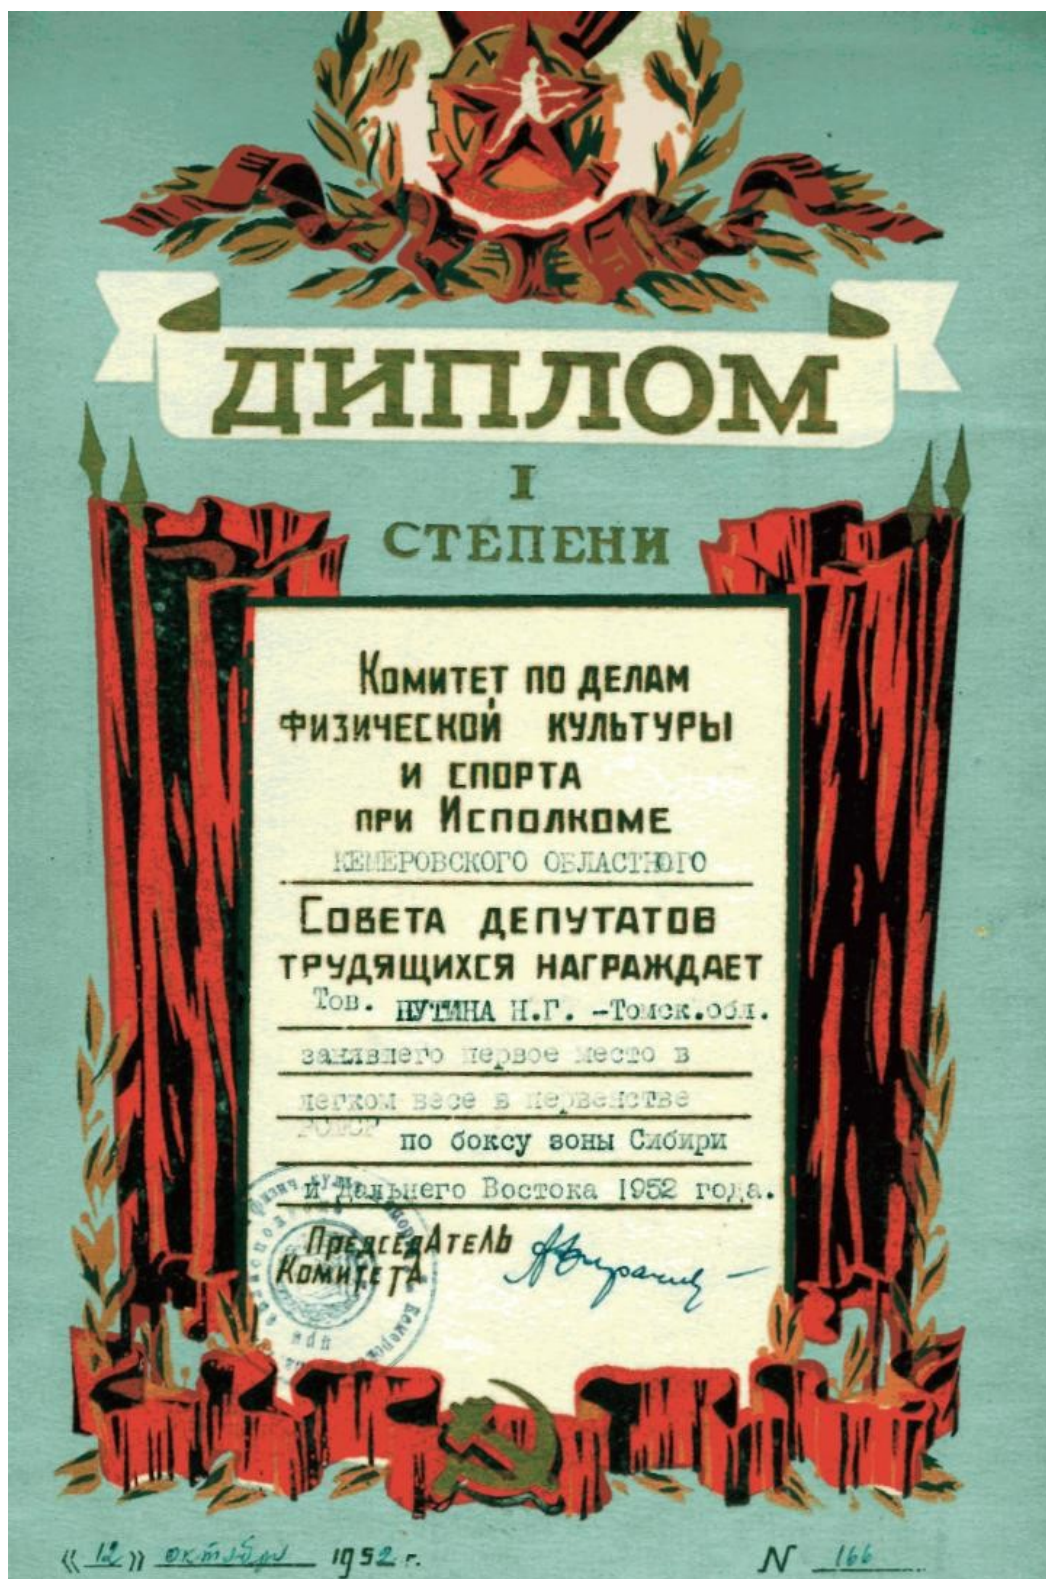 ДИПЛОМ
I
СТЕПЕНИ
Комитет по делам
физической культуры
и спорта
при Исполкоме
КЕМЕРОВСКОГО ОБЛАСТНОГО
Совета депутатов
трудящихся награждает
Тов. ПУТИНА Н.Г. -Томск.обл.
занявшего первое место в
легком весе в первенстве
РСФСР по боксу зоны Сибири
и Дальнего Востока 1952 года.
Председатель
Комитета
« 12 » октября 1952 г.
N 166